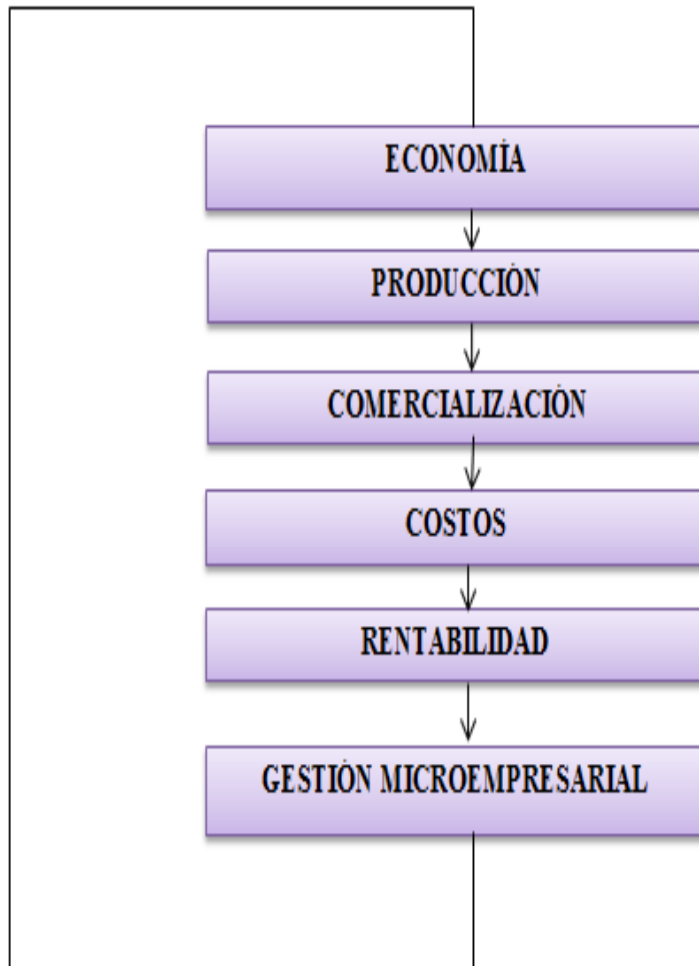 ECONOMÍA
PRODUCCIÓN
COMERCIALIZACIÓN
COSTOS
RENTABILIDAD
GESTIÓN MICROEMPRESARIAL